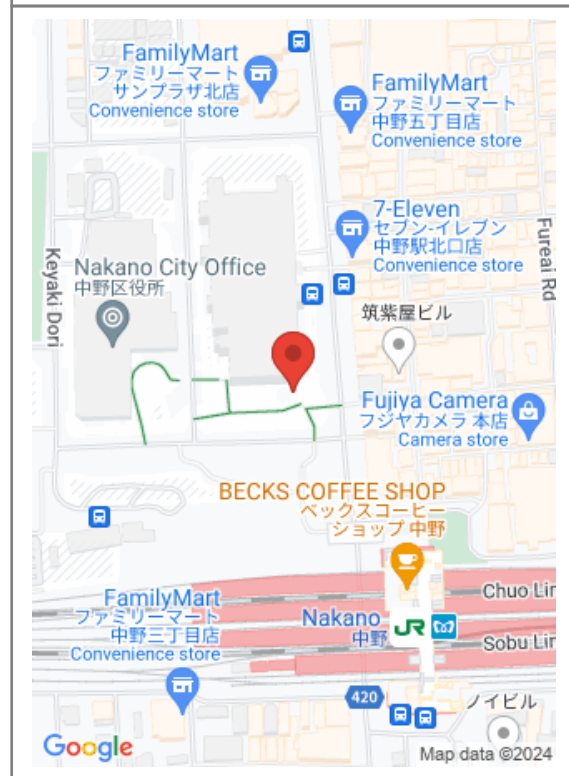 FamilyMart
ファミリーマート
サンプラザ北店
Convenience store
FamilyMart
ファミリーマート
中野五丁目店
Convenience store
7-Eleven
セブン-イレブン
中野駅北口店
Convenience store
Fureai Rd
Keyaki Dori
Nakano City Office
中野区役所
筑紫屋ビル
Fujiya Camera
フジヤカメラ 本店
Camera store
BECKS COFFEE SHOP
ベックスコーヒー
ショップ 中野
Chuo Lin
FamilyMart
ファミリーマート
中野三丁目店
Convenience store
Nakano
中野
JR
Sobu Lin
420
ノイビル
Google
Map data ©2024